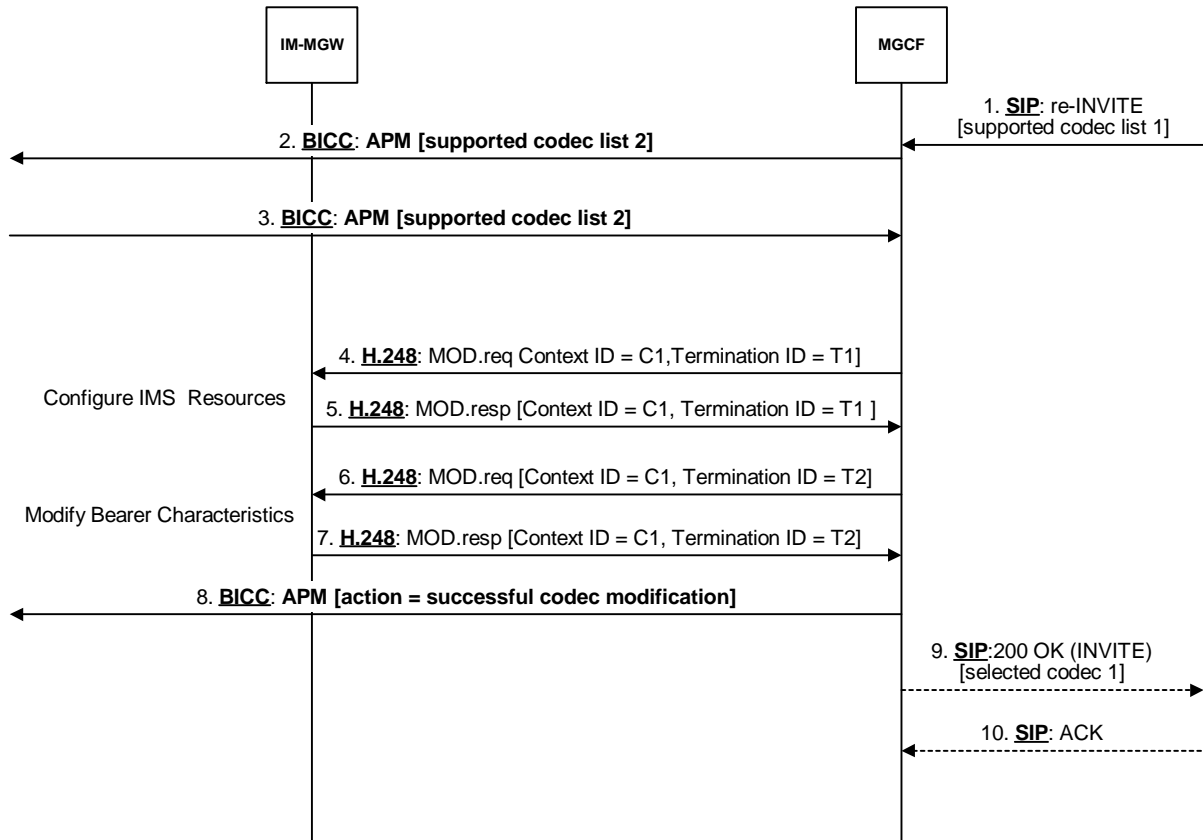 IM-MGW
MGCF
1. SIP: re-INVITE
[supported codec list 1]
2. BICC: APM [supported codec list 2]
3. BICC: APM [supported codec list 2]
4. H.248: MOD.req Context ID = C1,Termination ID = T1]
Configure IMS Resources
5. H.248: MOD.resp [Context ID = C1, Termination ID = T1 ]
6. H.248: MOD.req [Context ID = C1, Termination ID = T2]
Modify Bearer Characteristics
7. H.248: MOD.resp [Context ID = C1, Termination ID = T2]
8. BICC: APM [action = successful codec modification]
9. SIP:200 OK (INVITE)
[selected codec 1]
10. SIP: ACK